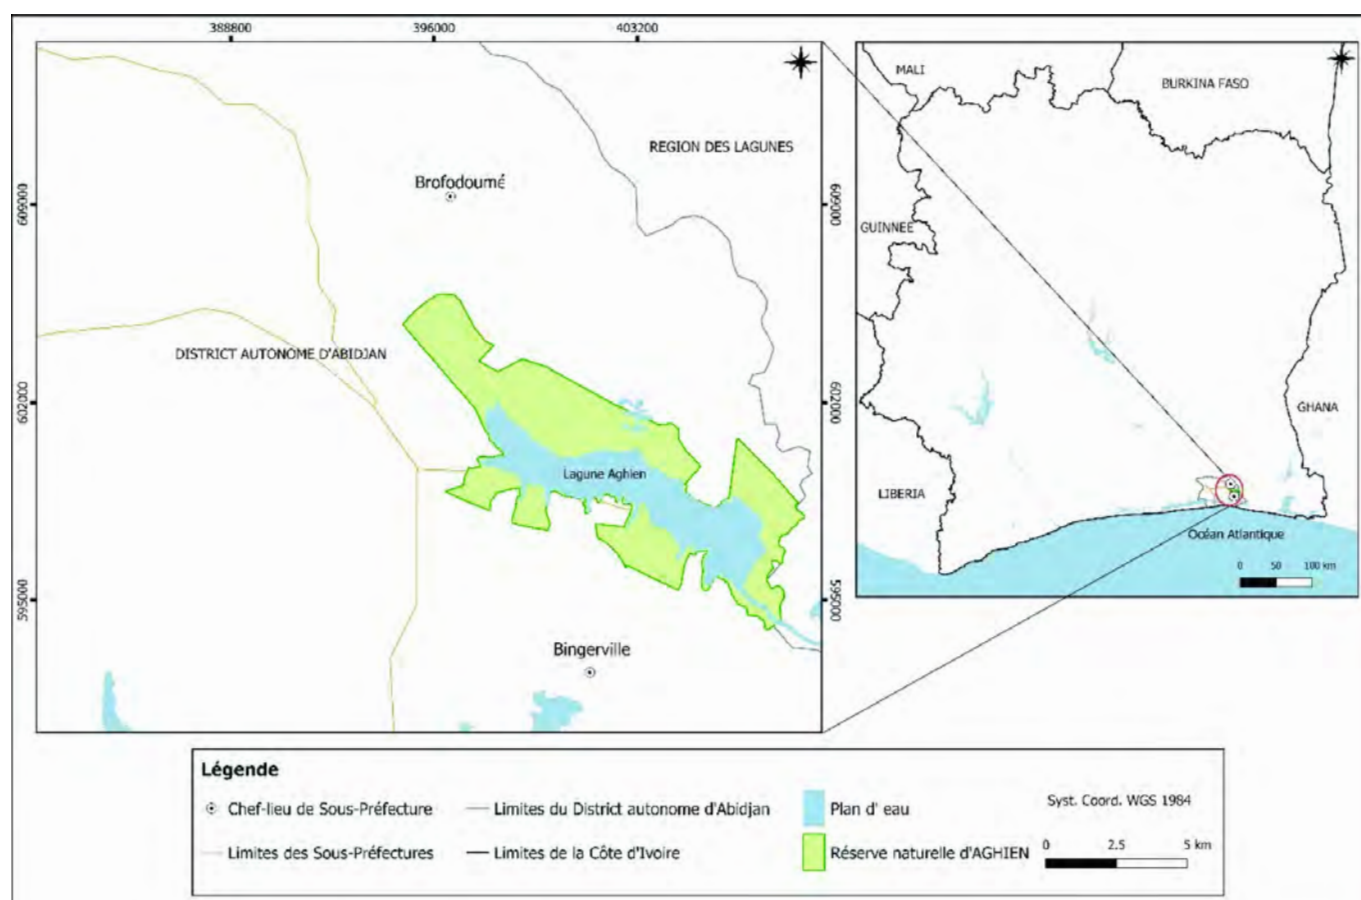 388800 396000 403200
REGION DES LAGUNES
Brofodoumé
609000 609000
DISTRICT AUTONOME D'ABIDJAN
602000 602000
Lagune Aghien
595000 595000
Bingerville
MALI
BURKINA FASO
GUINNEE
GHANA
LIBERIA
Océan Atlantique
0 50 100 km
Légende
Chef-lieu de Sous-Préfecture
Limites des Sous-Préfectures
Limites du District autonome d'Abidjan
Limites de la Côte d'Ivoire
Plan d' eau
Réserve naturelle d'AGHIEN
Syst. Coord. WGS 1984
0 2.5 5 km